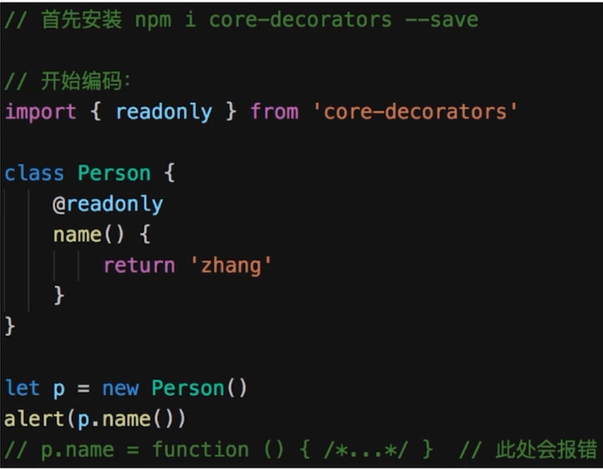 // 首先安装 npm i core-decorators --save
// 开始编码：
import { readonly } from 'core-decorators'
class Person {
@readonly
name() {
return 'zhang'
}
}
let p = new Person()
alert(p.name())
// p.name = function () { /*...*/ }  // 此处会报错